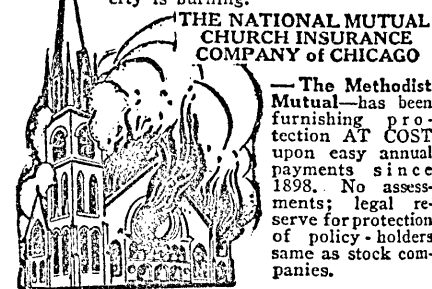 city is burning.
THE NATIONAL MUTUAL
CHURCH INSURANCE
COMPANY of CHICAGO
—The Methodist
Mutual—has been
furnishing pro-
tection AT COST
upon easy annual
payments since
1898. No assess-
ments; legal re-
serve for protection
of policy-holders
same as stock com-
panies.